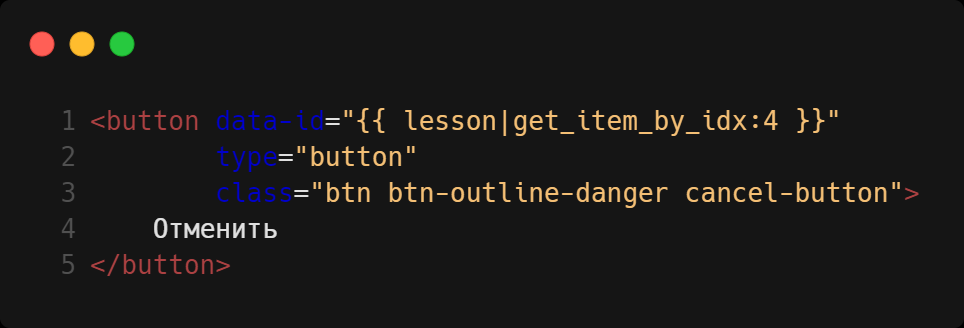 1 <button data-id="{{ lesson|get_item_by_idx:4 }}"
2 type="button"
3 class="btn btn-outline-danger cancel-button">
4 Отменить
5 </button>